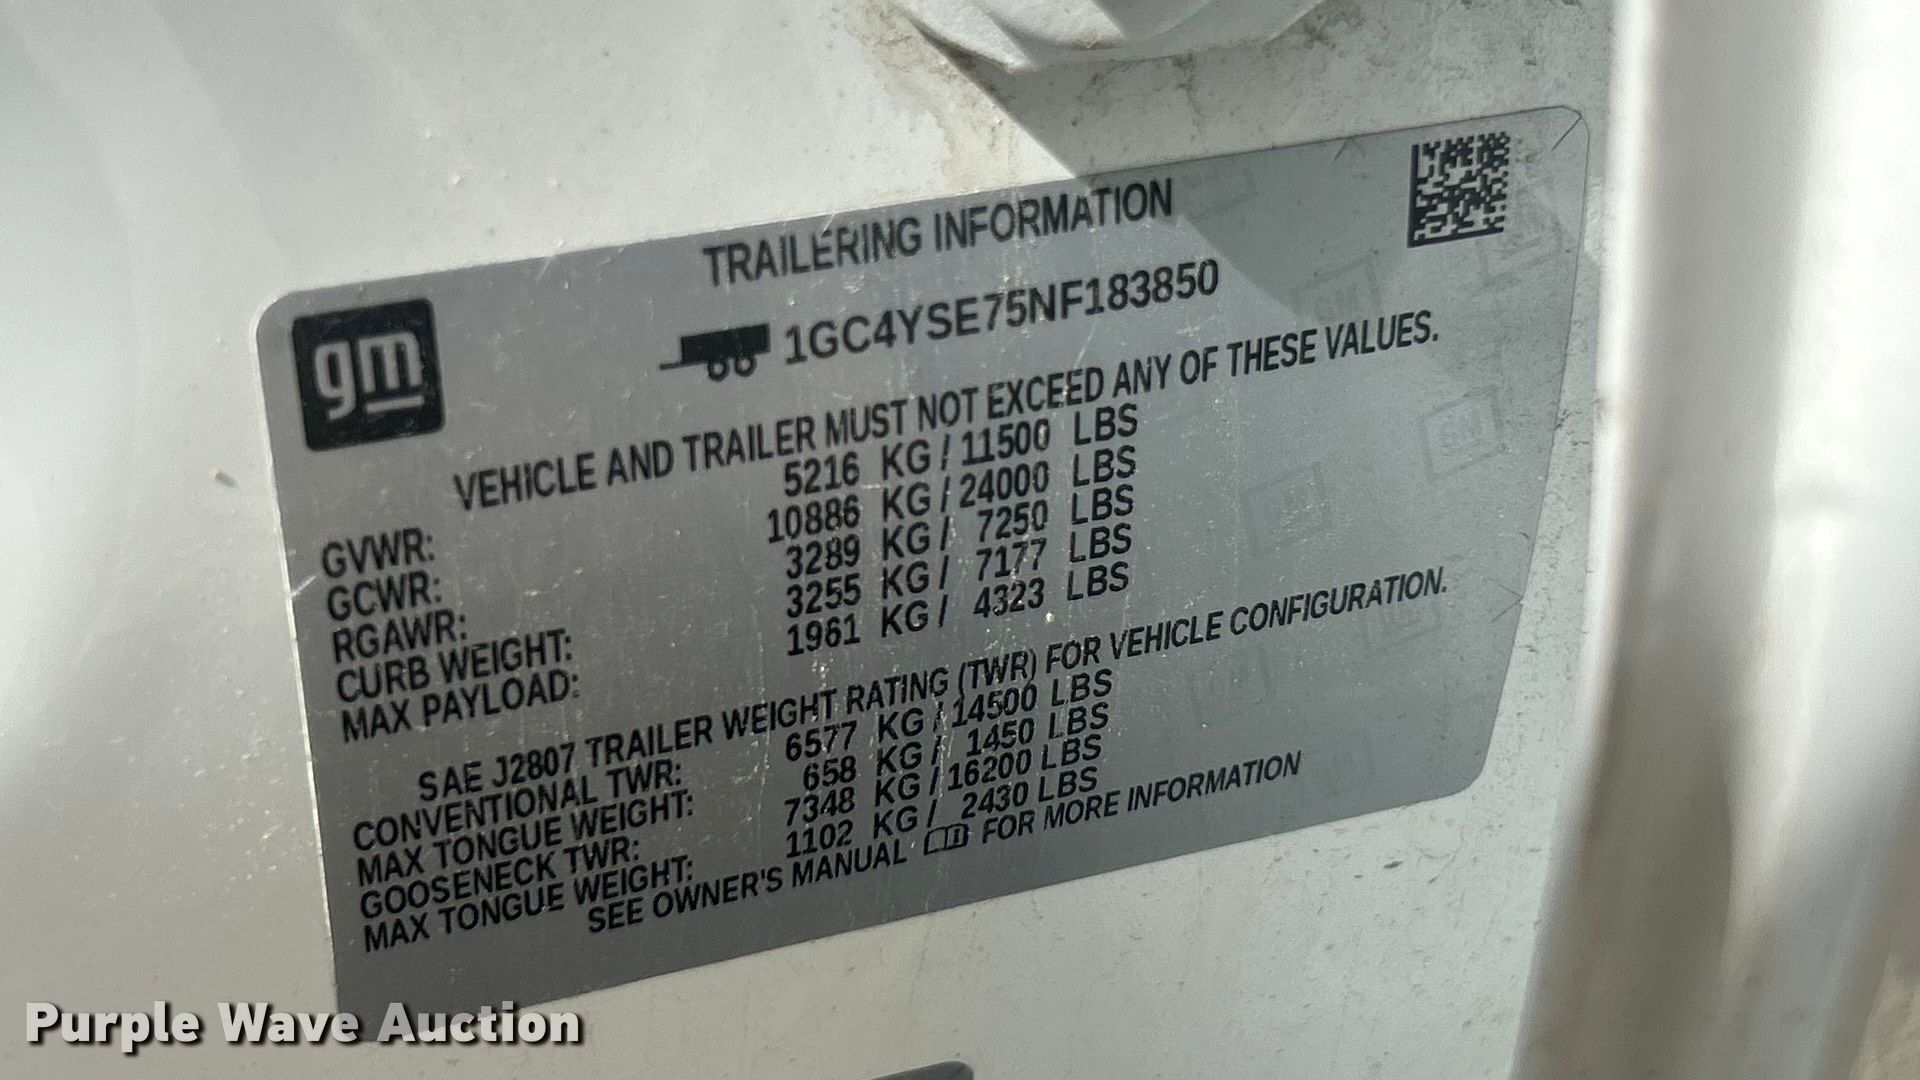 TRAILERING INFORMATION
gm
1GC4YSE75NF183850
VEHICLE AND TRAILER MUST NOT EXCEED ANY OF THESE VALUES.
GVWR: 5216 KG / 11500 LBS
GCWR: 10886 KG / 24000 LBS
RGAWR: 3289 KG / 7250 LBS
CURB WEIGHT: 3255 KG / 7177 LBS
MAX PAYLOAD: 1961 KG / 4323 LBS
SAE J2807 TRAILER WEIGHT RATING (TWR) FOR VEHICLE CONFIGURATION.
CONVENTIONAL TWR: 6577 KG / 14500 LBS
MAX TONGUE WEIGHT: 658 KG / 1450 LBS
GOOSENECK TWR: 7348 KG / 16200 LBS
MAX TONGUE WEIGHT: 1102 KG / 2430 LBS
SEE OWNER'S MANUAL FOR MORE INFORMATION
Purple Wave Auction